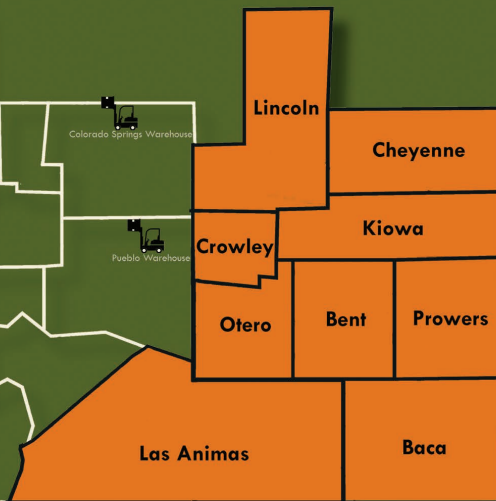 Lincoln
Colorado Springs Warehouse
Cheyenne
Kiowa
Crowley
Pueblo Warehouse
Otero
Bent
Prowers
Las Animas
Baca